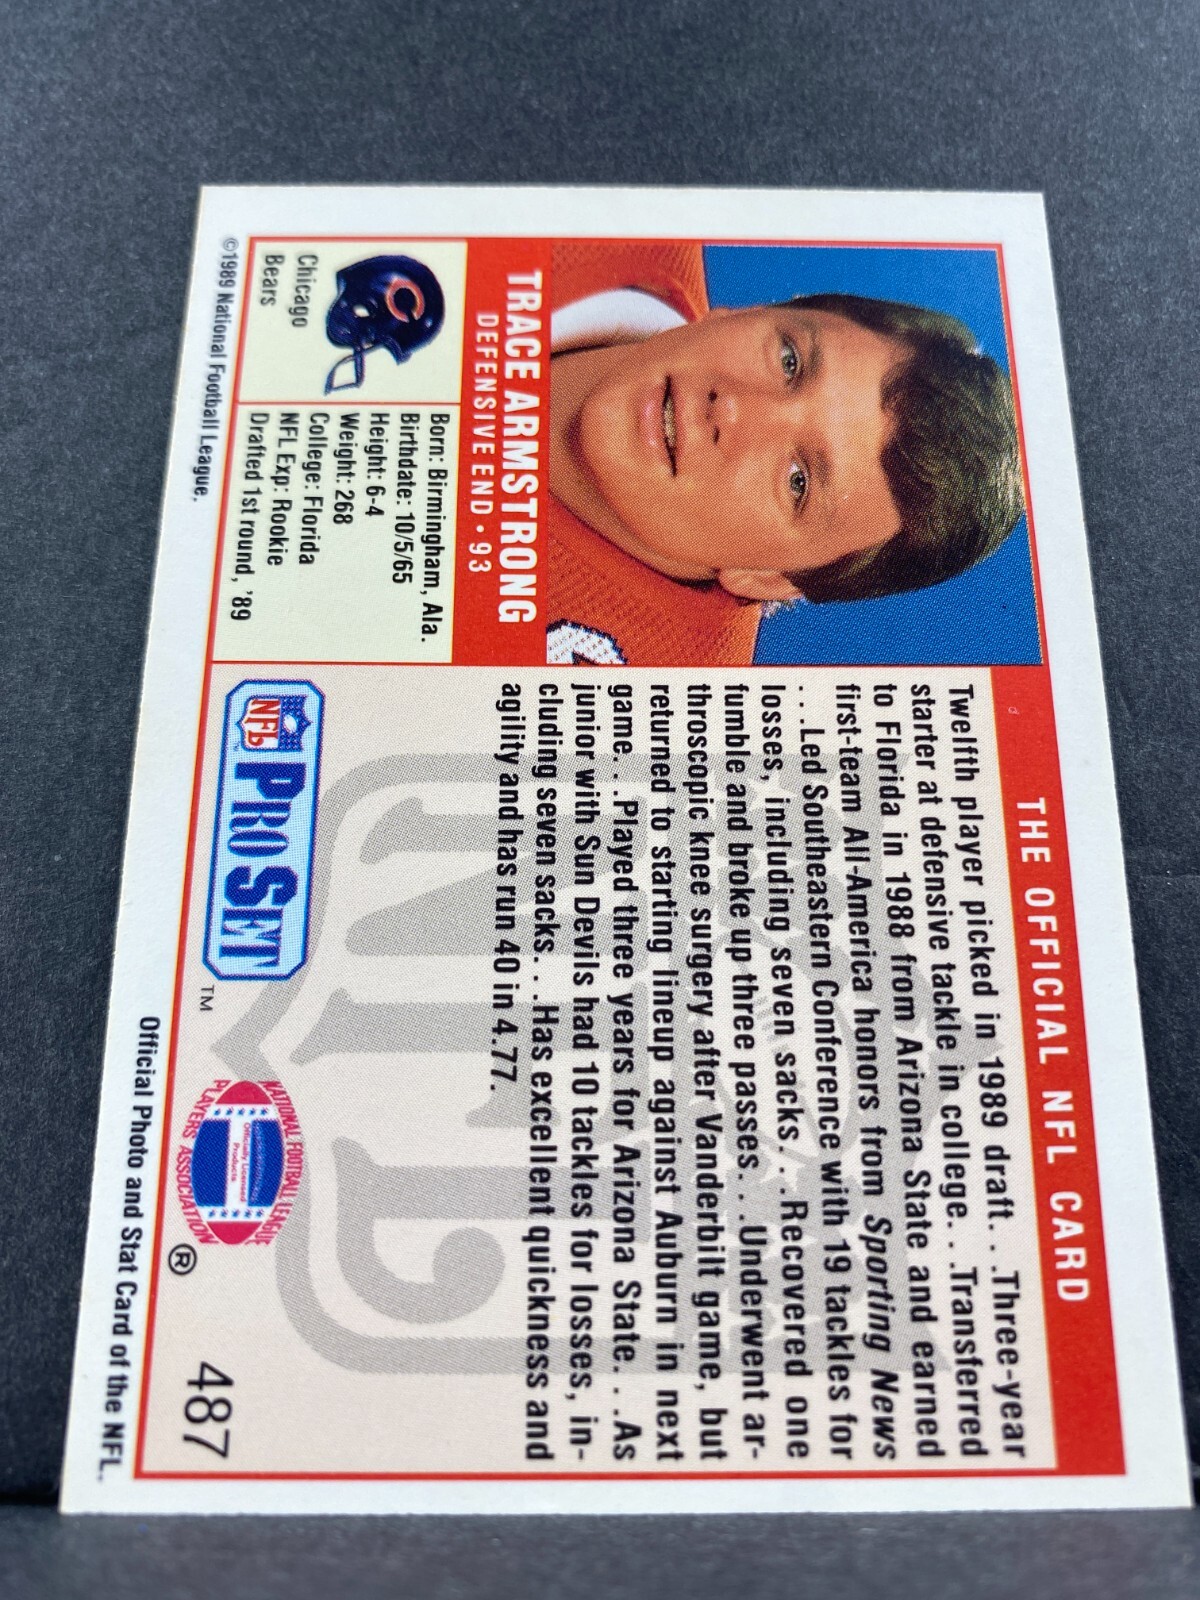 THE OFFICIAL NFL CARD
TRACE ARMSTRONG
DEFENSIVE END • 93
C
Chicago
Bears
Born: Birmingham, Ala.
Birthdate: 10/5/65
Height: 6-4
Weight: 268
College: Florida
NFL Exp: Rookie
Drafted 1st round, '89
©1989 National Football League.
Twelfth player picked in 1989 draft. . .Three-year
starter at defensive tackle in college. . .Transferred
to Florida in 1988 from Arizona State and earned
first-team All-America honors from Sporting News
. . .Led Southeastern Conference with 19 tackles for
losses, including seven sacks. . .Recovered one
fumble and broke up three passes. . .Underwent ar-
throscopic knee surgery after Vanderbilt game, but
returned to starting lineup against Auburn in next
game. . .Played three years for Arizona State. . .As
junior with Sun Devils had 10 tackles for losses, in-
cluding seven sacks. . .Has excellent quickness and
agility and has run 40 in 4.77.
NFL
NFL PRO SET
TM
NATIONAL FOOTBALL LEAGUE
Officially Licensed
Products
PLAYERS ASSOCIATION
®
487
Official Photo and Stat Card of the NFL.